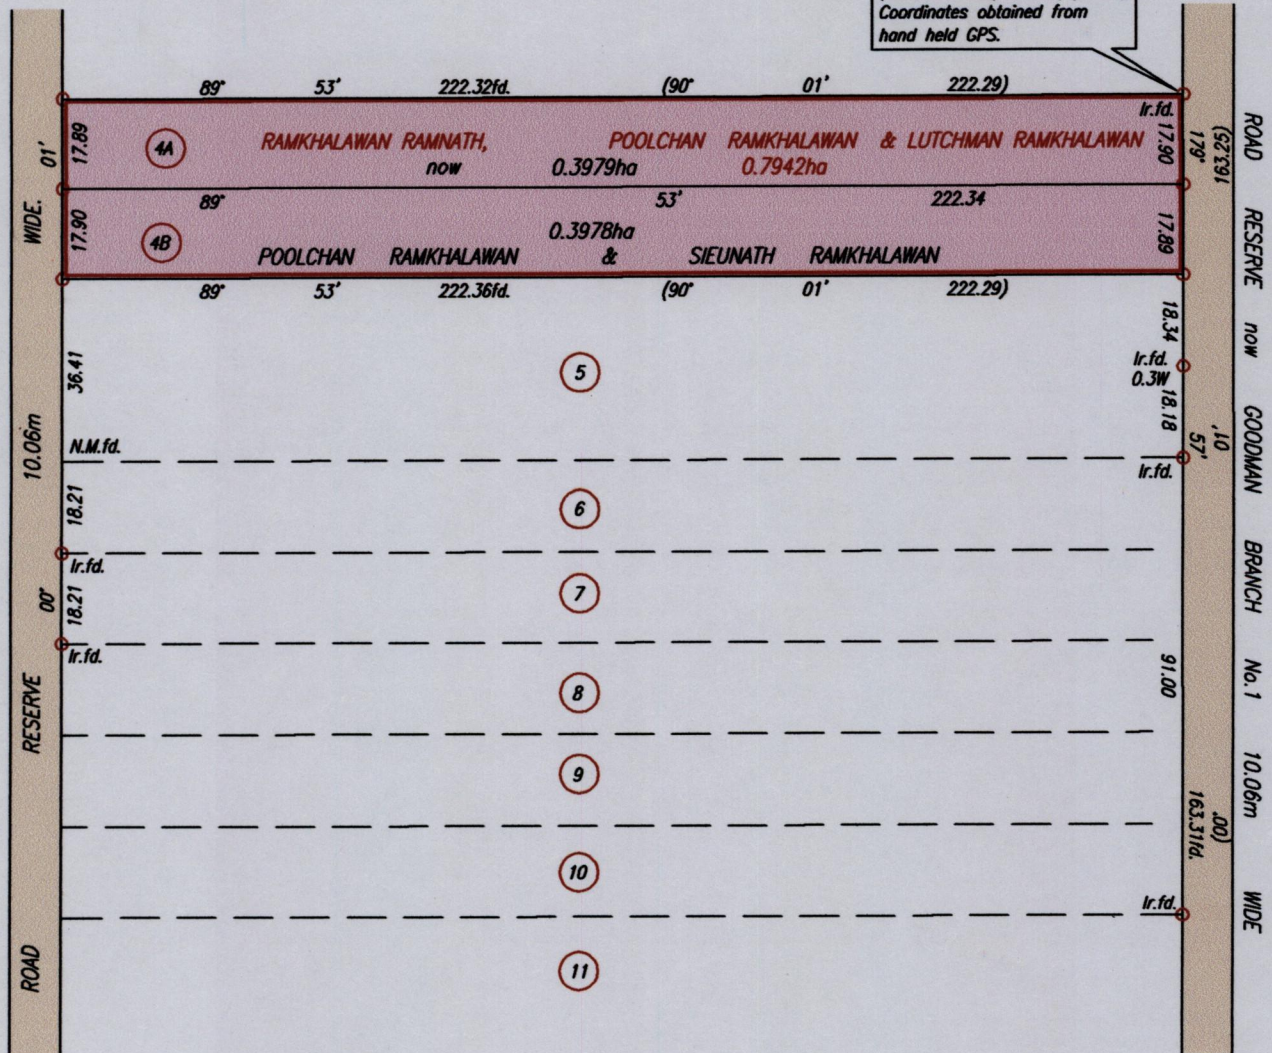 Coordinates obtained from
hand held GPS.
89° 53' 222.32fd. (90° 01' 222.29)
Ir.fd.
4A RAMKHALAWAN RAMNATH, POOLCHAN RAMKHALAWAN & LUTCHMAN RAMKHALAWAN
now 0.3979ha 0.7942ha
17.89
17.90
89° 53' 222.34
4B
0.3978ha
POOLCHAN RAMKHALAWAN & SIEUNATH RAMKHALAWAN
17.90
17.89
89° 53' 222.36fd. (90° 01' 222.29)
36.41
5
18.34
Ir.fd.
0.3W
18.18
N.M.fd.
Ir.fd.
18.21
6
Ir.fd.
18.21
7
Ir.fd.
8
91.00
9
10
Ir.fd.
11
ROAD RESERVE 00' 10.06m WIDE. 01'
179° 57' 163.31fd.
(163.25) '01 .00)
ROAD RESERVE now GOODMAN BRANCH No.1 10.06m WIDE